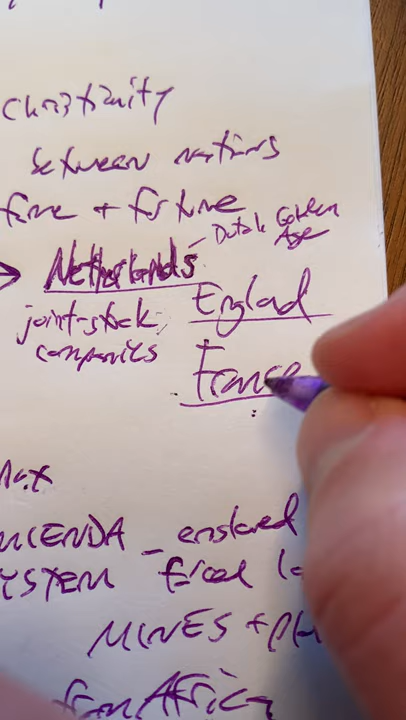 christianity
between nations
fame + fortune
Dutch Golden
Age
Netherlands
England
joint-stock
companies
France
enslaved
SYSTEM forced
MINES +
from Africa